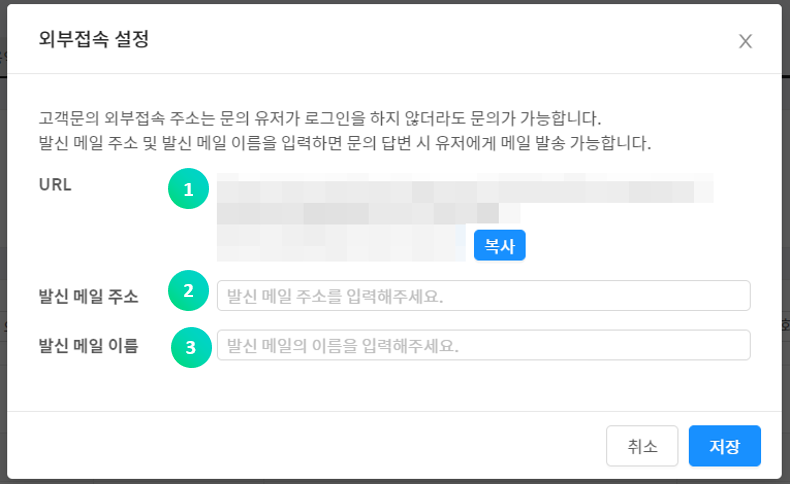 외부접속 설정
고객문의 외부접속 주소는 문의 유저가 로그인을 하지 않더라도 문의가 가능합니다.
발신 메일 주소 및 발신 메일 이름을 입력하면 문의 답변 시 유저에게 메일 발송 가능합니다.
URL 1
복사
발신 메일 주소 2 발신 메일 주소를 입력해주세요.
발신 메일 이름 3 발신 메일의 이름을 입력해주세요.
취소 저장